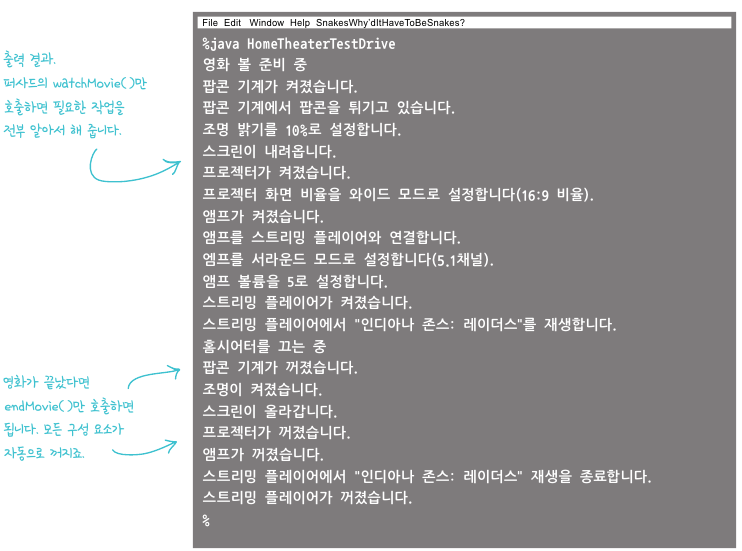 File Edit Window Help SnakesWhy'dItHaveToBeSnakes?
%java HomeTheaterTestDrive
영화 볼 준비 중
팝콘 기계가 켜졌습니다.
팝콘 기계에서 팝콘을 튀기고 있습니다.
조명 밝기를 10%로 설정합니다.
스크린이 내려옵니다.
프로젝터가 켜졌습니다.
프로젝터 화면 비율을 와이드 모드로 설정합니다(16:9 비율).
앰프가 켜졌습니다.
앰프를 스트리밍 플레이어와 연결합니다.
엠프를 서라운드 모드로 설정합니다(5.1채널).
앰프 볼륨을 5로 설정합니다.
스트리밍 플레이어가 켜졌습니다.
스트리밍 플레이어에서 "인디아나 존스: 레이더스"를 재생합니다.
홈시어터를 끄는 중
팝콘 기계가 꺼졌습니다.
조명이 켜졌습니다.
스크린이 올라갑니다.
프로젝터가 꺼졌습니다.
앰프가 꺼졌습니다.
스트리밍 플레이어에서 "인디아나 존스: 레이더스" 재생을 종료합니다.
스트리밍 플레이어가 꺼졌습니다.
%
출력 결과.
퍼사드의 watchMovie()만
호출하면 필요한 작업을
전부 알아서 해 줍니다.
영화가 끝났다면
endMovie()만 호출하면
됩니다. 모든 구성 요소가
자동으로 꺼지죠.